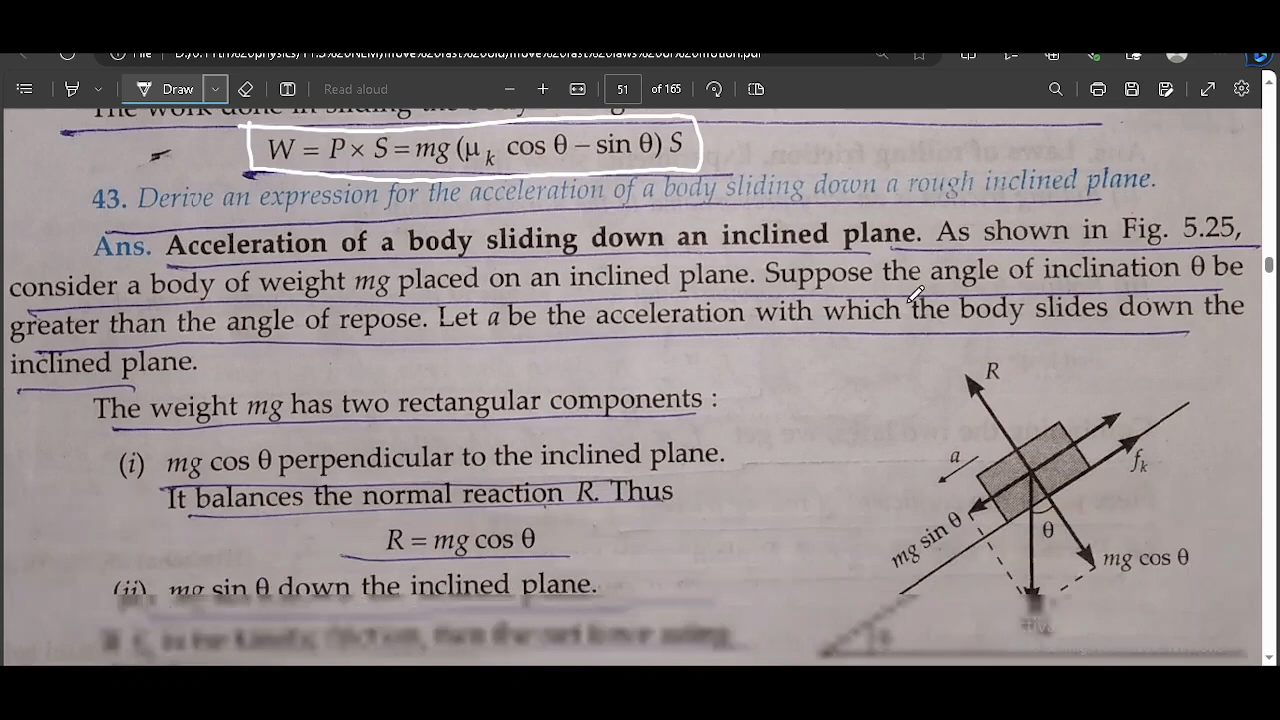 Draw
Read aloud
51 of 165
W = P × S = mg (μk cos θ – sin θ) S
43. Derive an expression for the acceleration of a body sliding down a rough inclined plane.
Ans. Acceleration of a body sliding down an inclined plane. As shown in Fig. 5.25,
consider a body of weight mg placed on an inclined plane. Suppose the angle of inclination θ be
greater than the angle of repose. Let a be the acceleration with which the body slides down the
inclined plane.
The weight mg has two rectangular components :
(i) mg cos θ perpendicular to the inclined plane.
It balances the normal reaction R. Thus
R = mg cos θ
(ii) mg sin θ down the inclined plane.
R
a
fk
mg sin θ
θ
mg cos θ